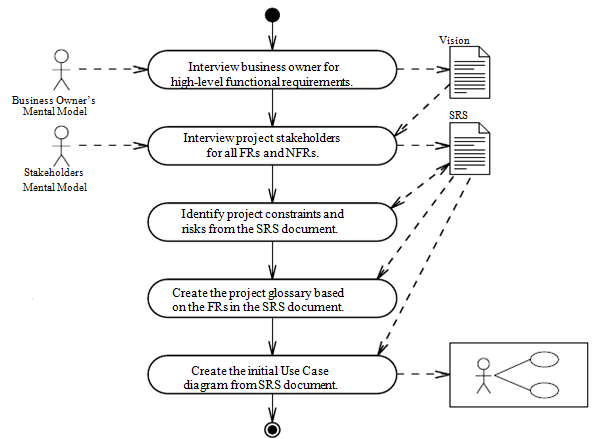 Vision
Interview business owner for
high-level functional requirements.
Business Owner's
Mental Model
SRS
Interview project stakeholders
for all FRs and NFRs.
Stakeholders
Mental Model
Identify project constraints and
risks from the SRS document.
Create the project glossary based
on the FRs in the SRS document.
Create the initial Use Case
diagram from SRS document.